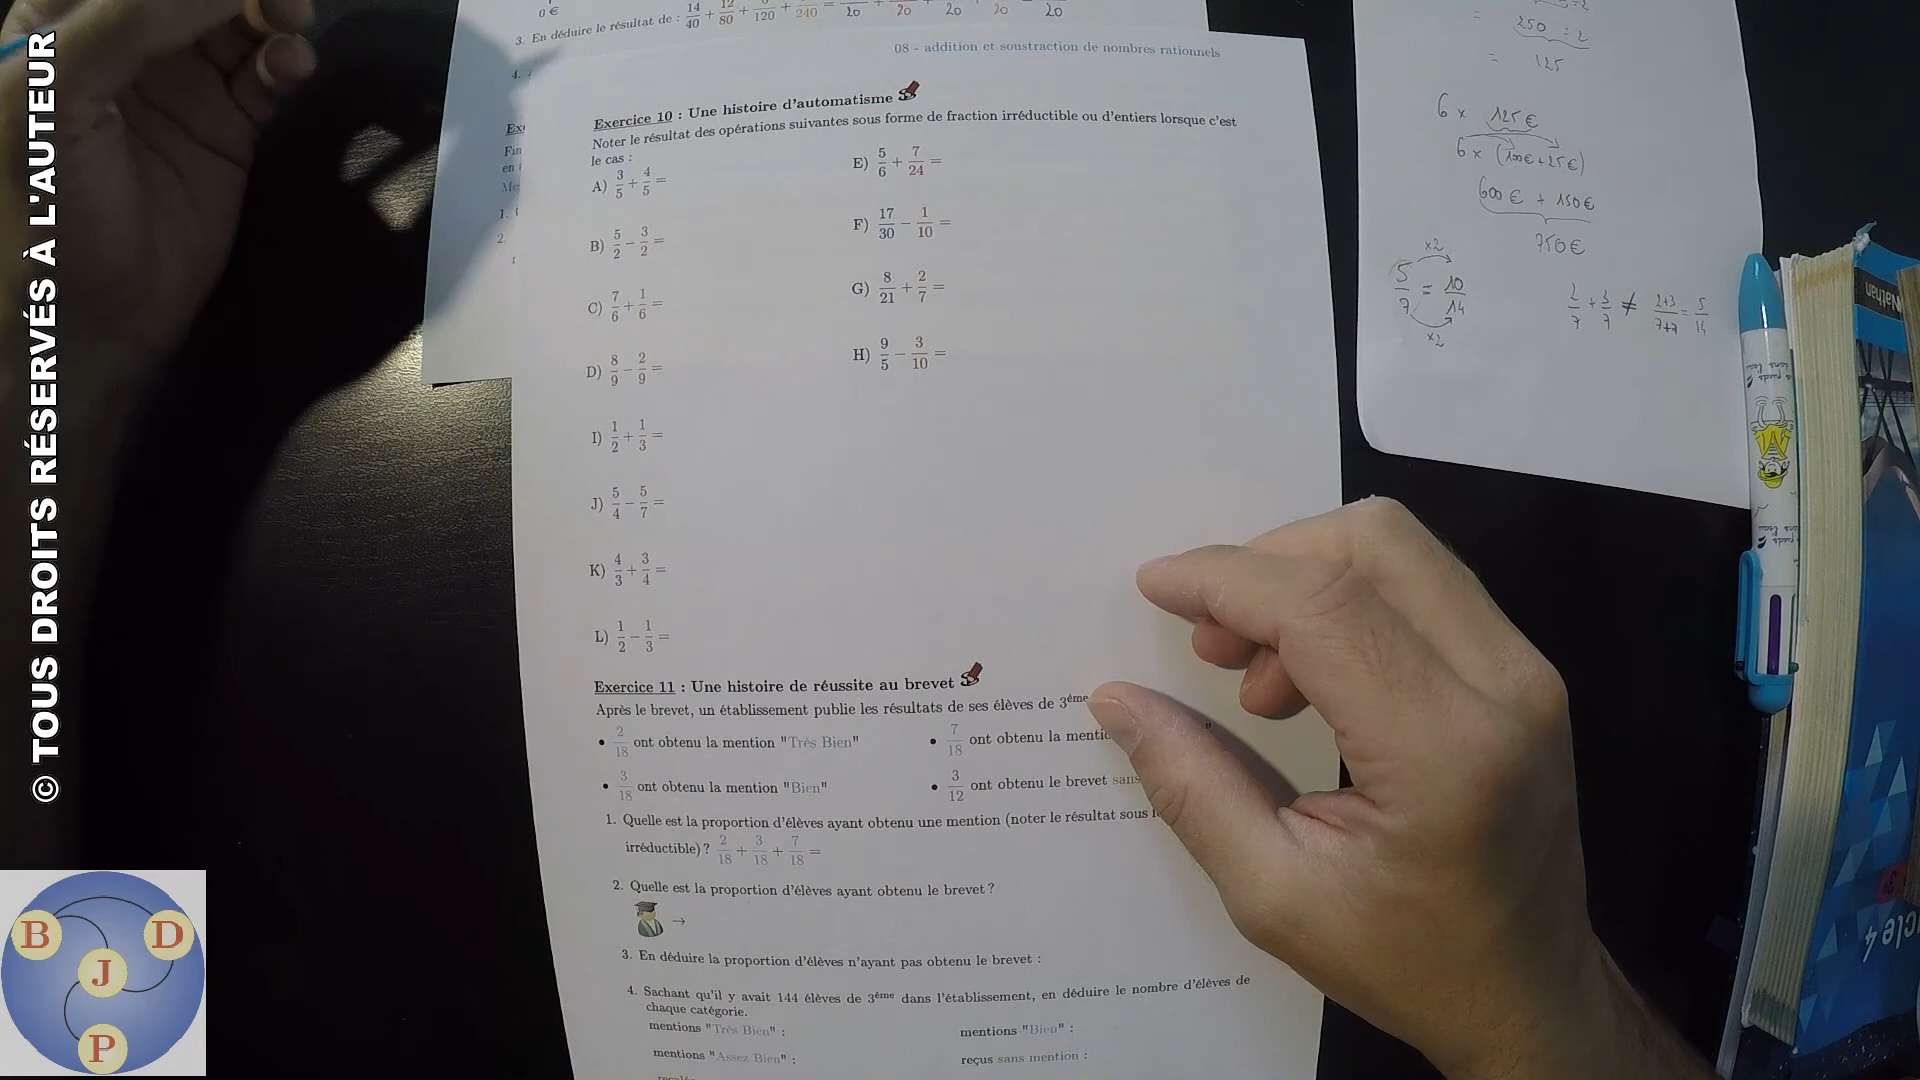 © TOUS DROITS RÉSERVÉS À L'AUTEUR
B D
J
P
0 €
3. En déduire le résultat de : 14/40 + 12/80 + /120 + /240 = /20 + /20 + /20 + /20 = /20
4.
08 - addition et soustraction de nombres rationnels
Exercice 10 : Une histoire d'automatisme
Noter le résultat des opérations suivantes sous forme de fraction irréductible ou d'entiers lorsque c'est
le cas :
A) 3/5 + 4/5 =
B) 5/2 − 3/2 =
C) 7/6 + 1/6 =
D) 8/9 − 2/9 =
I) 1/2 + 1/3 =
J) 5/4 − 5/7 =
K) 4/3 + 3/4 =
L) 1/2 − 1/3 =
E) 5/6 + 7/24 =
F) 17/30 − 1/10 =
G) 8/21 + 2/7 =
H) 9/5 − 3/10 =
Exercice 11 : Une histoire de réussite au brevet
Après le brevet, un établissement publie les résultats de ses élèves de 3ème
• 2/18 ont obtenu la mention "Très Bien"
• 3/18 ont obtenu la mention "Bien"
• 7/18 ont obtenu la
• 3/12 ont obtenu le brevet sans
1. Quelle est la proportion d'élèves ayant obtenu une mention (noter le résultat sous
irréductible) ? 2/18 + 3/18 + 7/18 =
2. Quelle est la proportion d'élèves ayant obtenu le brevet ?
→
3. En déduire la proportion d'élèves n'ayant pas obtenu le brevet :
4. Sachant qu'il y avait 144 élèves de 3ème dans l'établissement, en déduire le nombre d'élèves de
chaque catégorie.
mentions "Très Bien" :
mentions "Bien" :
mentions "Assez Bien" :
reçus sans mention :
= 250 ÷ 2
= 125
6 × 125€
6 × (100€+25€)
600€ + 150€
750€
×2
5/7 = 10/14
×2
2/7 + 3/7 ≠ 2+3/7+7 = 5/14
Nathan